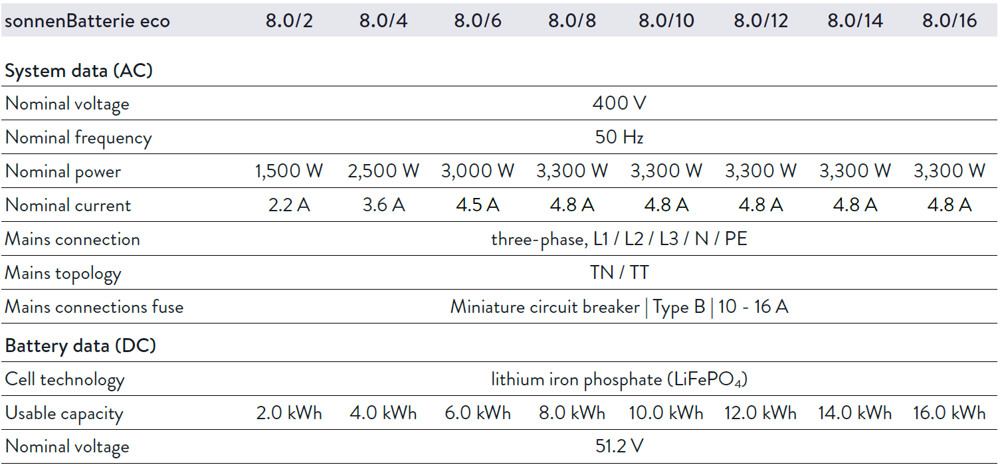 sonnenBatterie eco 8.0/2 8.0/4 8.0/6 8.0/8 8.0/10 8.0/12 8.0/14 8.0/16
System data (AC)
Nominal voltage 400 V
Nominal frequency 50 Hz
Nominal power 1,500 W 2,500 W 3,000 W 3,300 W 3,300 W 3,300 W 3,300 W 3,300 W
Nominal current 2.2 A 3.6 A 4.5 A 4.8 A 4.8 A 4.8 A 4.8 A 4.8 A
Mains connection three-phase, L1 / L2 / L3 / N / PE
Mains topology TN / TT
Mains connections fuse Miniature circuit breaker | Type B | 10 - 16 A
Battery data (DC)
Cell technology lithium iron phosphate (LiFePO₄)
Usable capacity 2.0 kWh 4.0 kWh 6.0 kWh 8.0 kWh 10.0 kWh 12.0 kWh 14.0 kWh 16.0 kWh
Nominal voltage 51.2 V